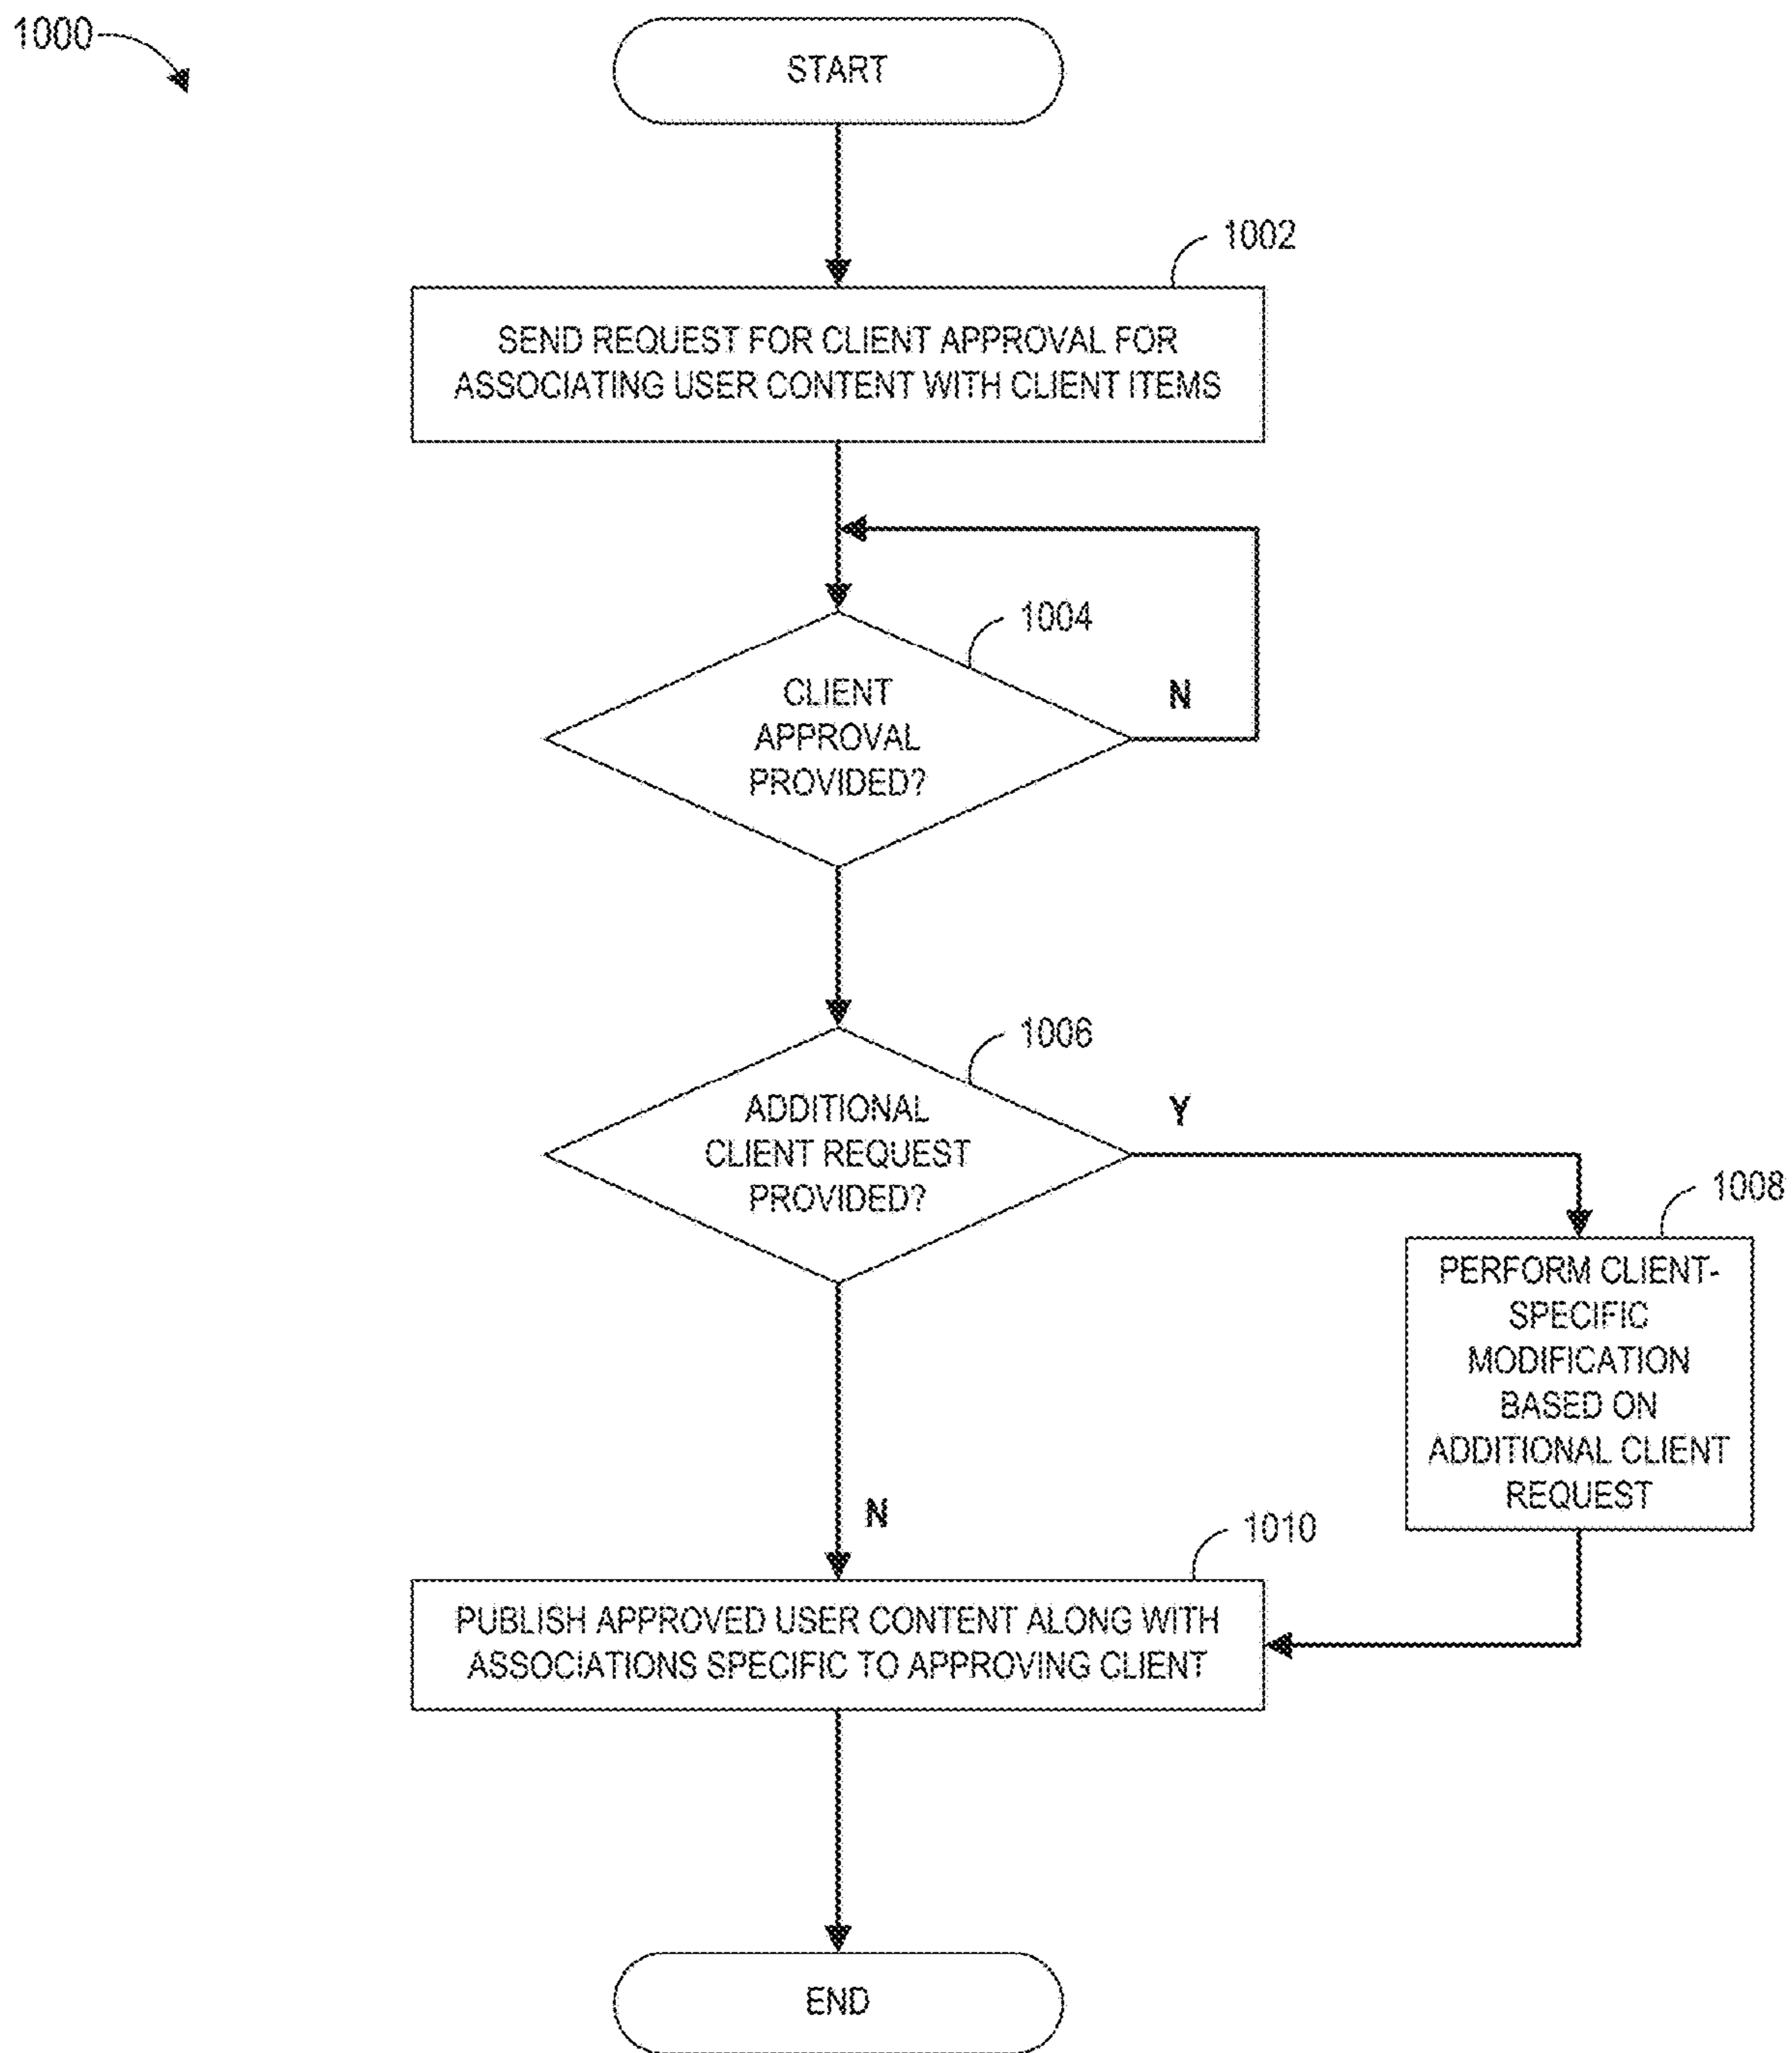 1000
START
1002
SEND REQUEST FOR CLIENT APPROVAL FOR
ASSOCIATING USER CONTENT WITH CLIENT ITEMS
1004
CLIENT
APPROVAL
PROVIDED?
N
1006
ADDITIONAL
CLIENT REQUEST
PROVIDED?
Y
1008
PERFORM CLIENT-
SPECIFIC
MODIFICATION
BASED ON
ADDITIONAL CLIENT
REQUEST
N
1010
PUBLISH APPROVED USER CONTENT ALONG WITH
ASSOCIATIONS SPECIFIC TO APPROVING CLIENT
END